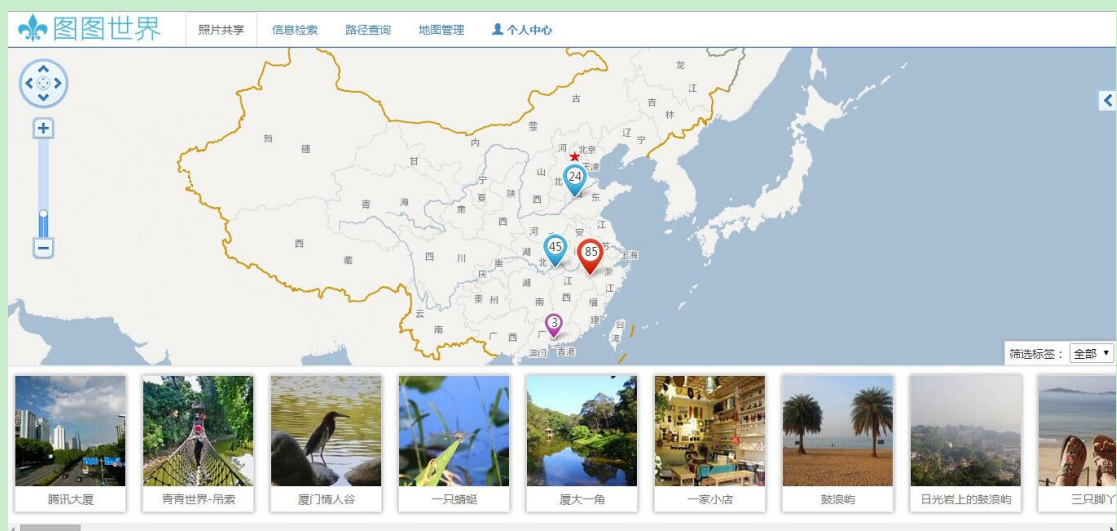 图图世界 照片共享 信息检索 路径查询 地图管理 个人中心
龙
江
吉
林
古
蒙
内
辽
宁
新
疆
甘
肃
河
北
北京
天津
山
西
宁
夏
陕
西
24
东
青
海
西
藏
四
川
重
庆
河
安
江
苏
上海
45
85
湖
北
浙
江
湖
南
江
西
贵
州
福
建
云
南
广
西
广
3
台
湾
澳门
香港
筛选标签： 全部
腾讯大厦
青青世界-吊索
厦门情人谷
一只蜻蜓
厦大一角
一家小店
鼓浪屿
日光岩上的鼓浪屿
三只脚丫